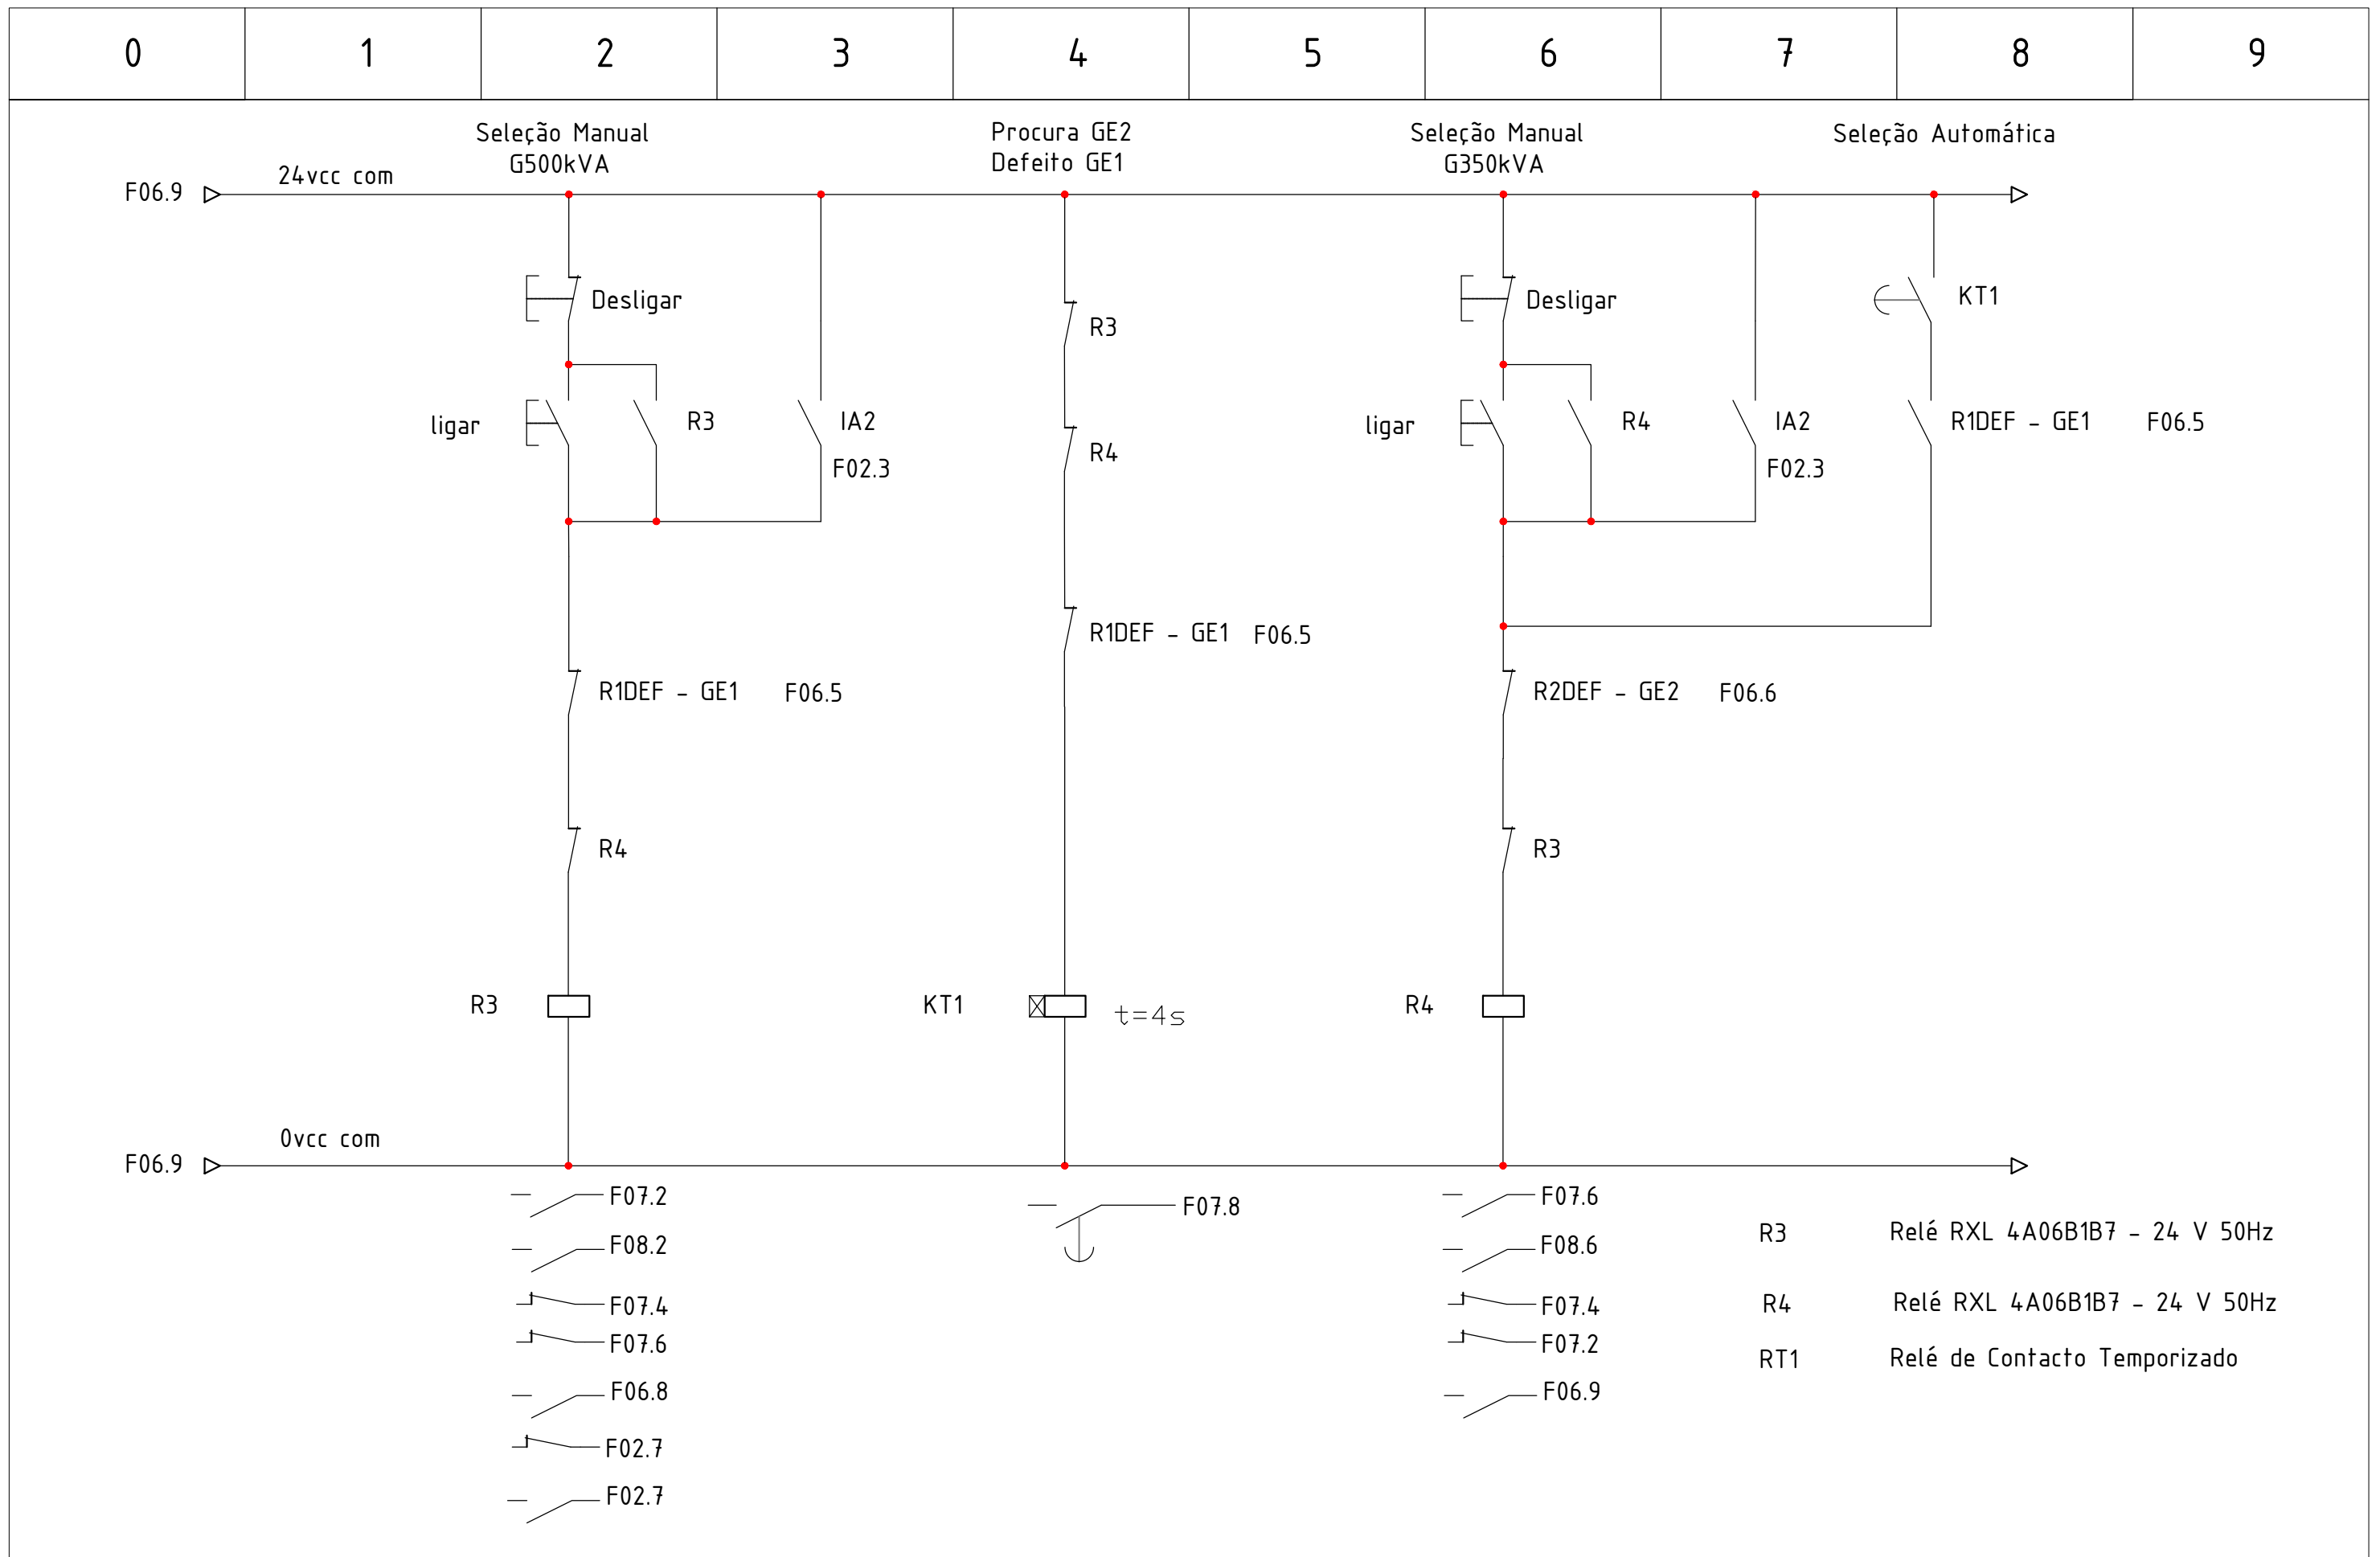 0 1 2 3 4 5 6 7 8 9
Seleção Manual
G500kVA
Procura GE2
Defeito GE1
Seleção Manual
G350kVA
Seleção Automática
F06.9
24vcc com
Desligar
R3
Desligar
KT1
ligar
R3
IA2
F02.3
R4
ligar
R4
IA2
F02.3
R1DEF - GE1 F06.5
R1DEF - GE1 F06.5
R1DEF - GE1 F06.5
R2DEF - GE2 F06.6
R4
R3
R3
KT1
t=4s
R4
F06.9
0vcc com
F07.2
F08.2
F07.4
F07.6
F06.8
F02.7
F02.7
F07.8
F07.6
F08.6
F07.4
F07.2
F06.9
R3 Relé RXL 4A06B1B7 - 24 V 50Hz
R4 Relé RXL 4A06B1B7 - 24 V 50Hz
RT1 Relé de Contacto Temporizado